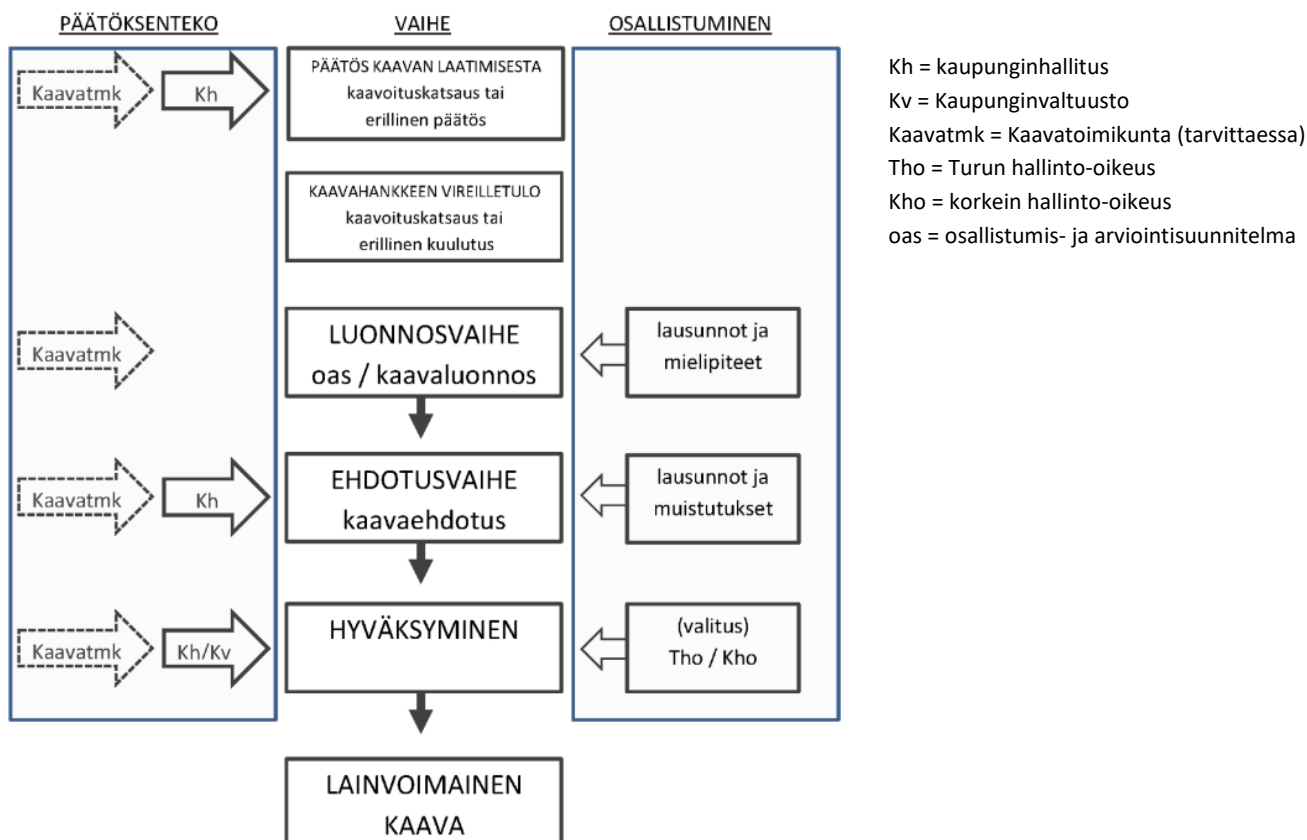 PÄÄTÖKSENTEKO
VAIHE
OSALLISTUMINEN
Kaavatmk
Kh
PÄÄTÖS KAAVAN LAATIMISESTA
kaavoituskatsaus tai
erillinen päätös
KAAVAHANKKEEN VIREILLETULO
kaavoituskatsaus tai
erillinen kuulutus
Kaavatmk
LUONNOSVAIHE
oas / kaavaluonnos
lausunnot ja
mielipiteet
Kaavatmk
Kh
EHDOTUSVAIHE
kaavaehdotus
lausunnot ja
muistutukset
Kaavatmk
Kh/Kv
HYVÄKSYMINEN
(valitus)
Tho / Kho
LAINVOIMAINEN
KAAVA
Kh = kaupunginhallitus
Kv = Kaupunginvaltuusto
Kaavatmk = Kaavatoimikunta (tarvittaessa)
Tho = Turun hallinto-oikeus
Kho = korkein hallinto-oikeus
oas = osallistumis- ja arviointisuunnitelma